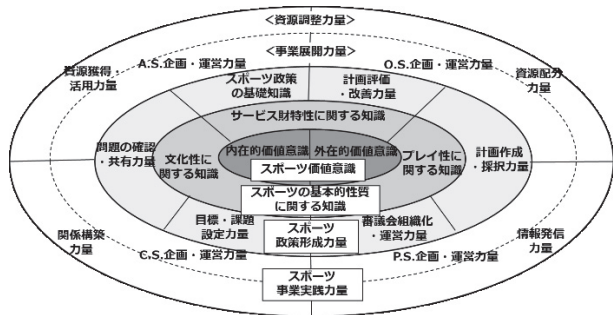 <資源調整力量>
<事業展開力量>
A.S.企画・運営力量
O.S.企画・運営力量
資源獲得・
活用力量
資源配分
力量
スポーツ政策
の基礎知識
計画評価
・改善力量
サービス財特性に関する知識
問題の確認
・共有力量
文化性に
関する知識
内在的価値意識
外在的価値意識
プレイ性に
関する知識
計画作成
・採択力量
スポーツ価値意識
スポーツの基本的性質
に関する知識
目標・課題
設定力量
スポーツ
政策形成力量
審議会組織化
・運営力量
関係構築
力量
情報発信
力量
C.S.企画・運営力量
P.S.企画・運営力量
スポーツ
事業実践力量